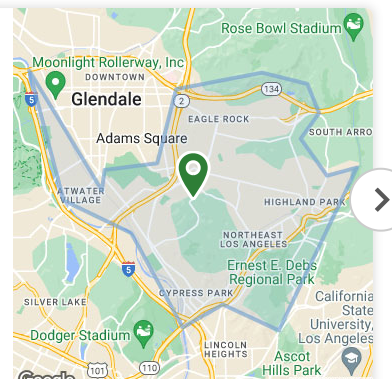 Rose Bowl Stadium
Moonlight Rollerway, Inc
DOWNTOWN
Glendale
134
5
2
EAGLE ROCK
SOUTH ARRO
Adams Square
ATWATER
VILLAGE
HIGHLAND PARK
NORTHEAST
LOS ANGELES
5
Ernest E. Debs
Regional Park
CYPRESS PARK
SILVER LAKE
California
State
University,
Los Angeles
Dodger Stadium
LINCOLN
HEIGHTS
Ascot
Hills Park
101
110
Google